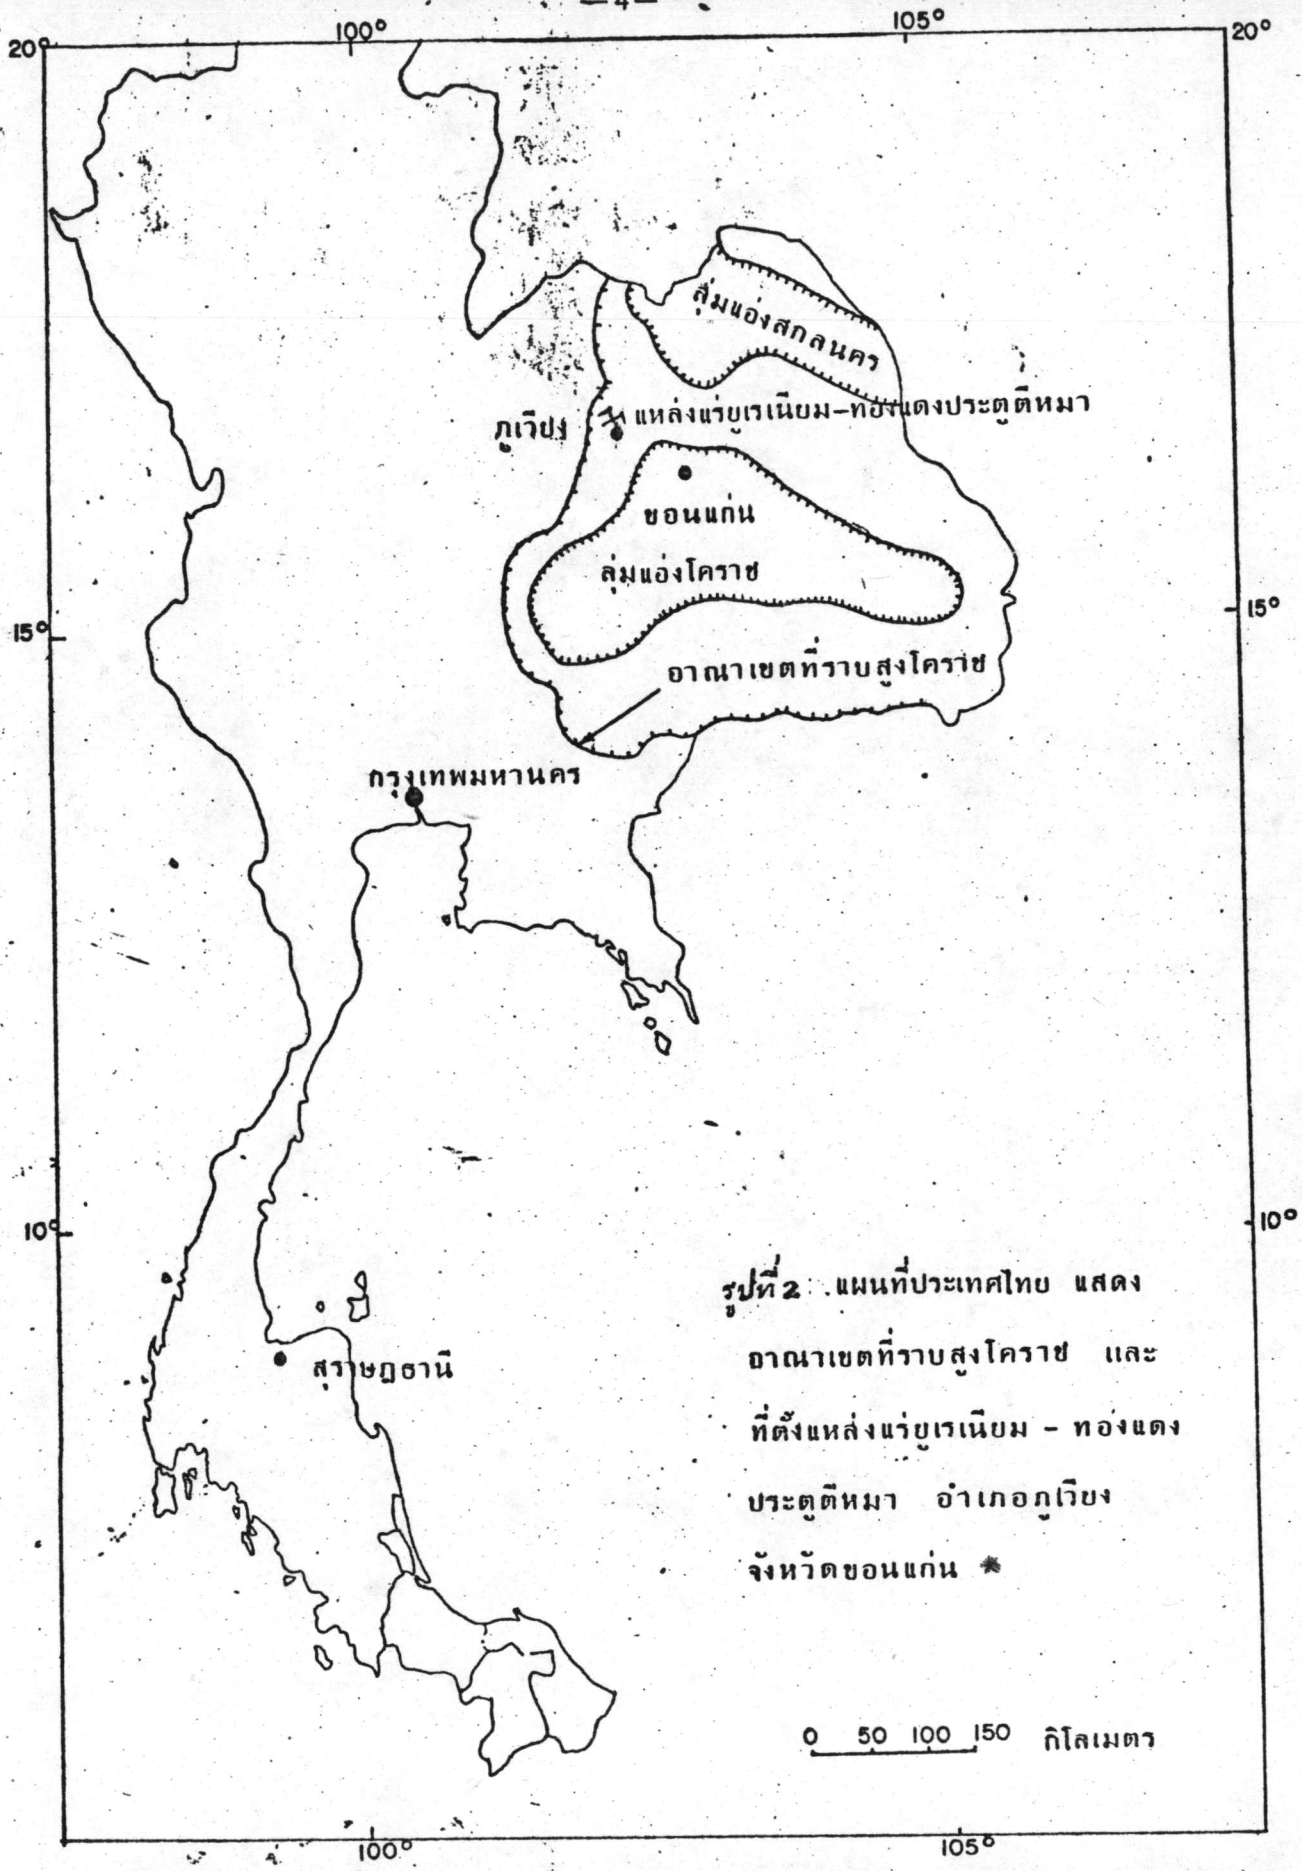 —4—
100°
105°
20°
20°
ลุ่มแอ่งสกลนคร
แหล่งแร่ยูเรเนียม-ทองแดงประตูตีหมา
ภูเวียง
ขอนแก่น
ลุ่มแอ่งโคราช
15°
15°
อาณาเขตที่ราบสูงโคราช
กรุงเทพมหานคร
10°
10°
รูปที่ 2 แผนที่ประเทศไทย แสดง
อาณาเขตที่ราบสูงโคราช และ
ที่ตั้งแหล่งแร่ยูเรเนียม - ทองแดง
ประตูตีหมา อำเภอภูเวียง
จังหวัดขอนแก่น *
สุราษฎธานี
0 50 100 150 กิโลเมตร
100°
105°